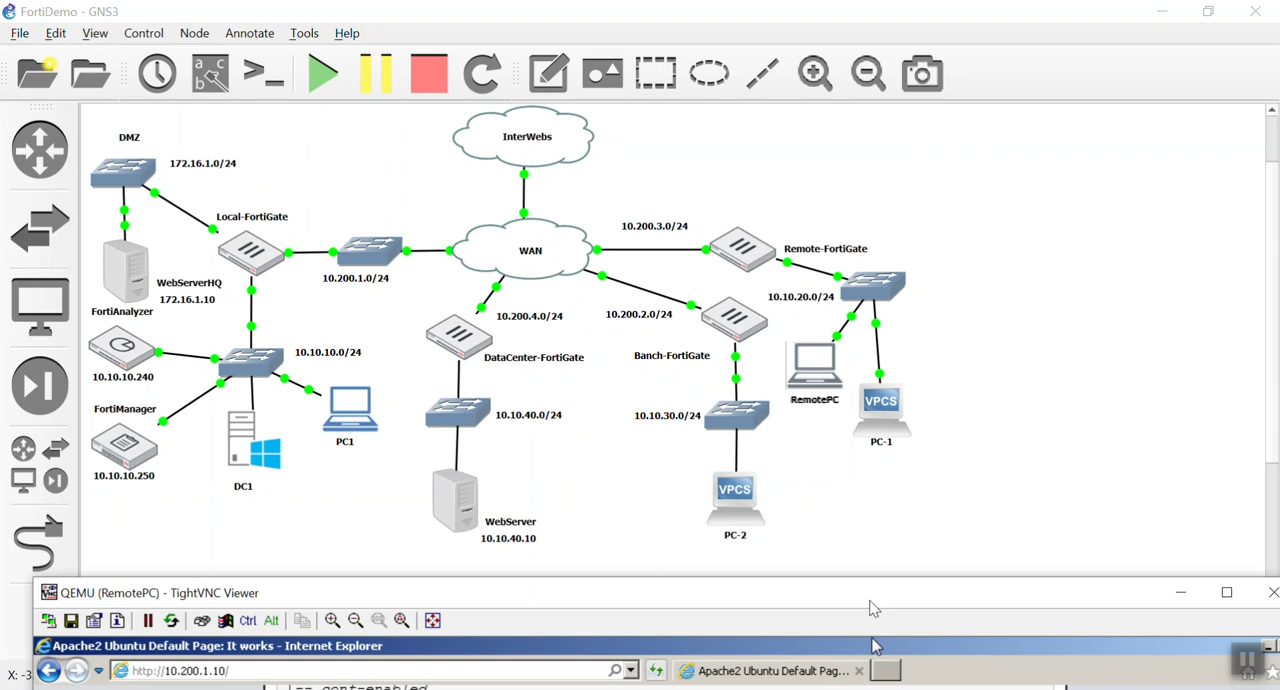 FortiDemo - GNS3
File Edit View Control Node Annotate Tools Help
a c
b
DMZ
172.16.1.0/24
InterWebs
Local-FortiGate
10.200.3.0/24
WAN
Remote-FortiGate
10.200.1.0/24
WebServerHQ
172.16.1.10
10.10.20.0/24
FortiAnalyzer
10.200.4.0/24
10.200.2.0/24
10.10.10.0/24
DataCenter-FortiGate
Banch-FortiGate
10.10.10.240
RemotePC
VPCS
FortiManager
10.10.40.0/24
10.10.30.0/24
PC1
PC-1
10.10.10.250
DC1
VPCS
WebServer
10.10.40.10
PC-2
QEMU (RemotePC) - TightVNC Viewer
Ctrl Alt
Apache2 Ubuntu Default Page: It works - Internet Explorer
X: -3
http://10.200.1.10/
Apache2 Ubuntu Default Pag...